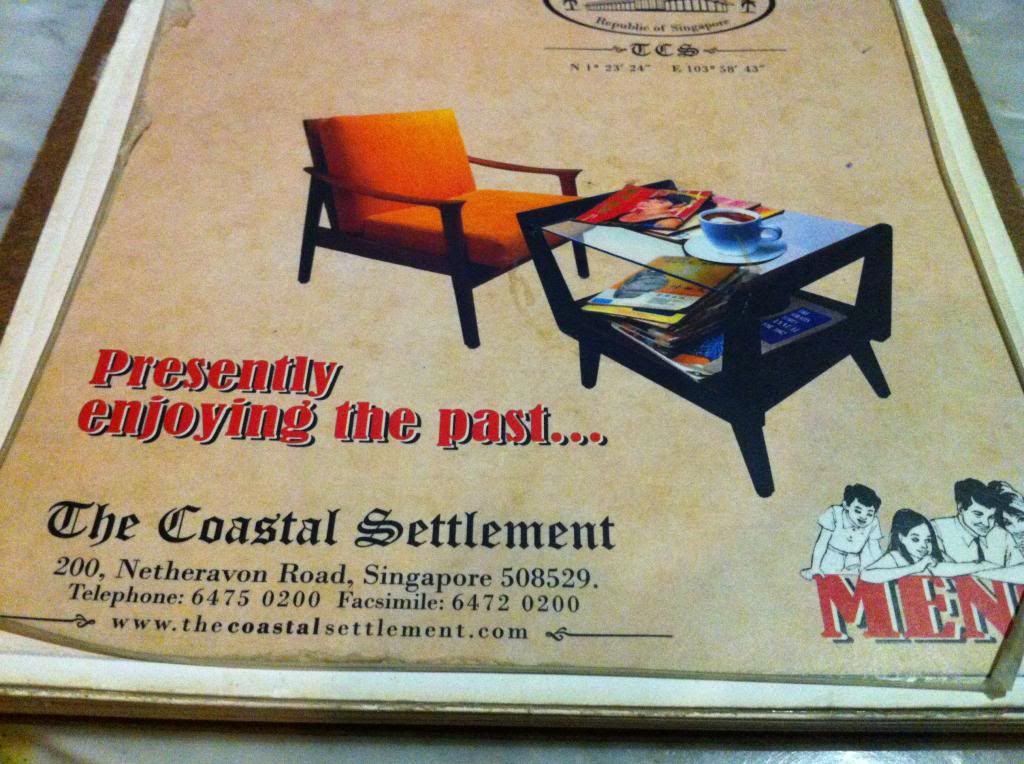 Republic of Singapore
TCS
N 1° 23' 24" E 103° 58' 43"
Presently
enjoying the past...
The Coastal Settlement
200, Netheravon Road, Singapore 508529.
Telephone: 6475 0200 Facsimile: 6472 0200
www.thecoastalsettlement.com
MEN